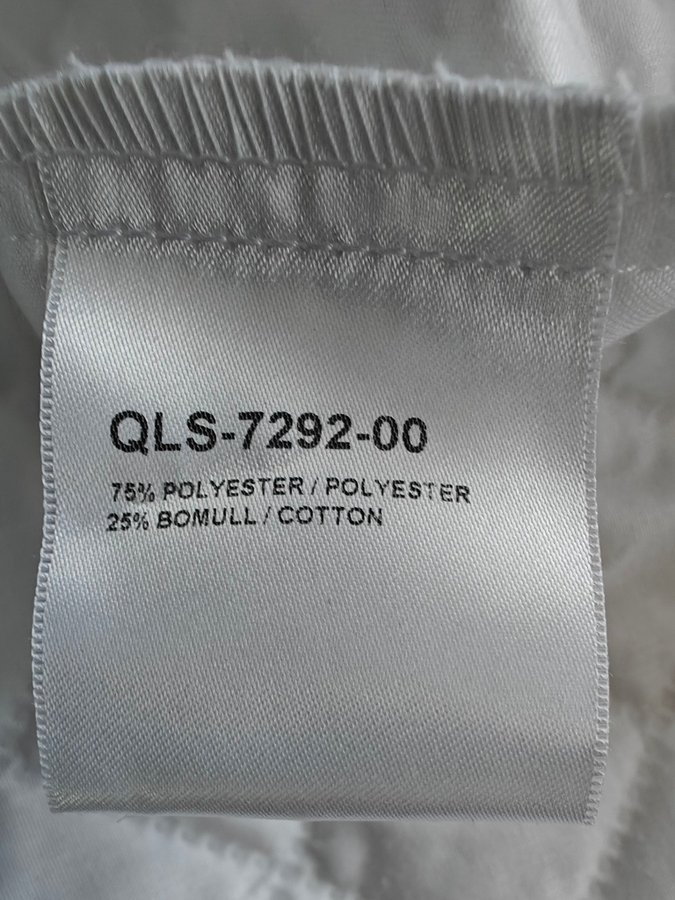 QLS-7292-00
75% POLYESTER / POLYESTER
25% BOMULL / COTTON